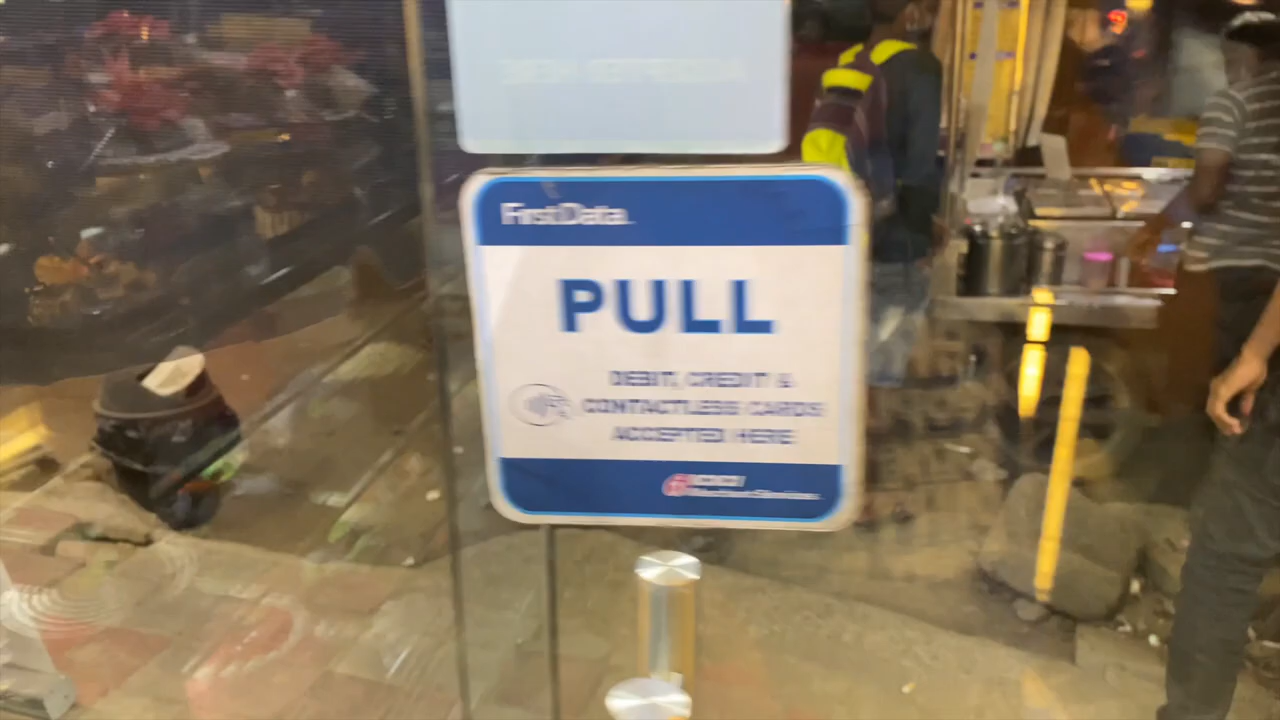 FirstData
PULL
DEBIT, CREDIT &
CONTACTLESS CARDS
ACCEPTED HERE